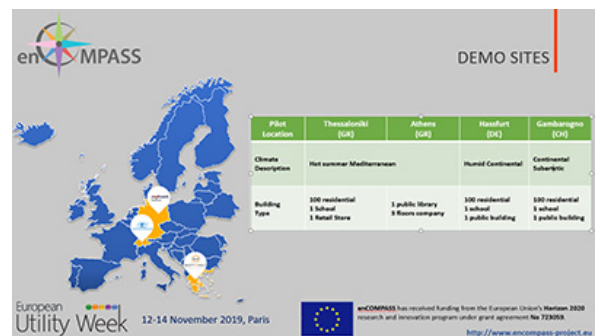 enCOMPASS
DEMO SITES
Pilot Location
Thessaloniki (GR)
Athens (GR)
Hassfurt (DE)
Gambarogno (CH)
Climate Description
Hot summer Mediterranean
Humid Continental
Continental
Building Type
100 residential
1 School
1 Retail Store
1 public library
3 floors company
100 residential
1 school
1 public building
100 residential
1 school
1 public building
European
Utility Week
12-14 November 2019, Paris
enCOMPASS has received funding from the European Union's Horizon 2020
research and innovation program under grant agreement No 723059.
http://www.encompass-project.eu